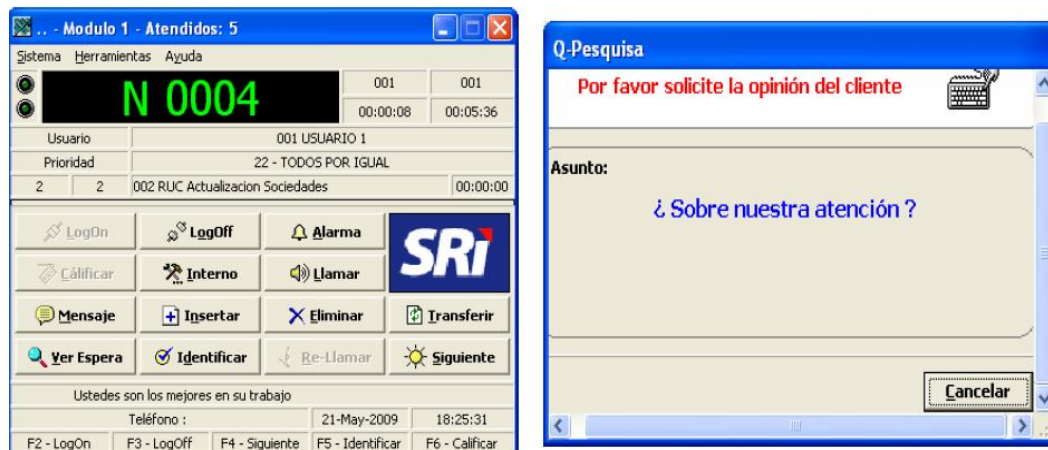 .. - Modulo 1 - Atendidos: 5
Sistema Herramientas Ayuda
N 0004
001 001
00:00:08 00:05:36
Usuario 001 USUARIO 1
Prioridad 22 - TODOS POR IGUAL
2 2 002 RUC Actualizacion Sociedades 00:00:00
LogOn LogOff Alarma
SRi
Cálificar Interno Llamar
Mensaje Insertar Eliminar Transferir
Ver Espera Identificar Re-Llamar Siguiente
Ustedes son los mejores en su trabajo
Teléfono : 21-May-2009 18:25:31
F2 - LogOn F3 - LogOff F4 - Siguiente F5 - Identificar F6 - Calificar
Q-Pesquisa
Por favor solicite la opinión del cliente
Asunto:
¿ Sobre nuestra atención ?
Cancelar